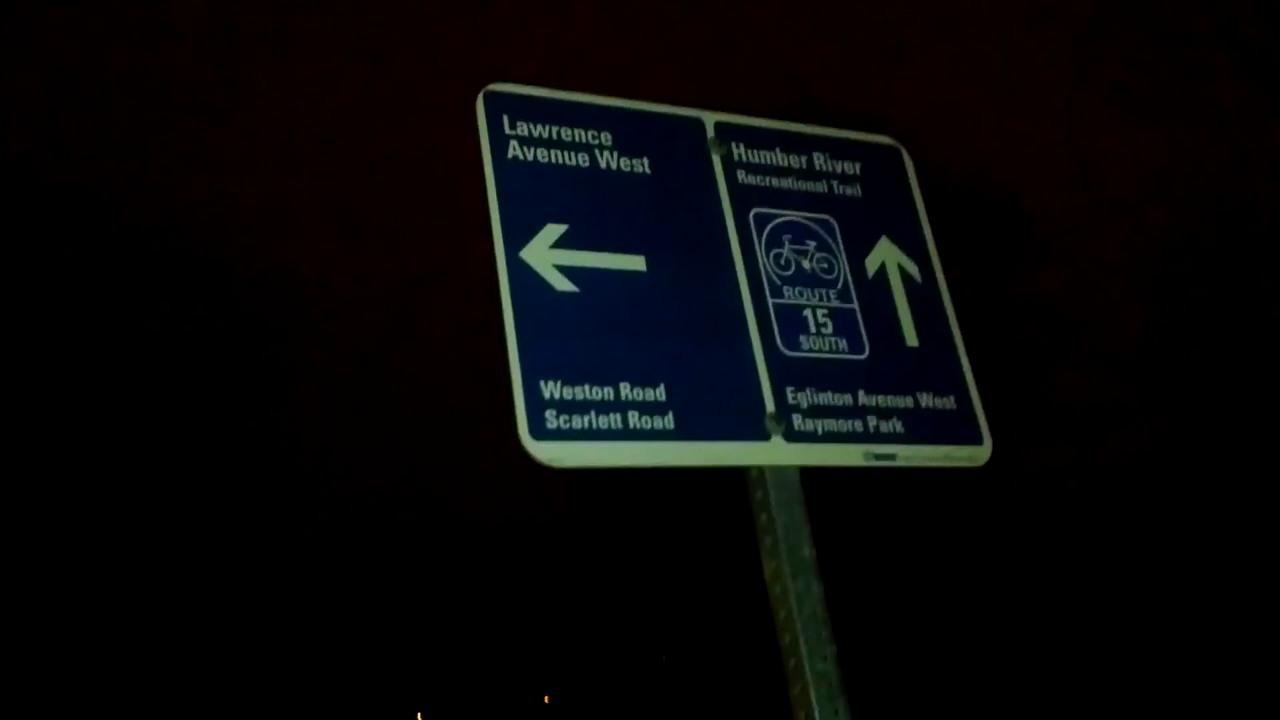 Lawrence
Avenue West
Weston Road
Scarlett Road
Humber River
Recreational Trail
ROUTE
15
SOUTH
Eglinton Avenue West
Raymore Park